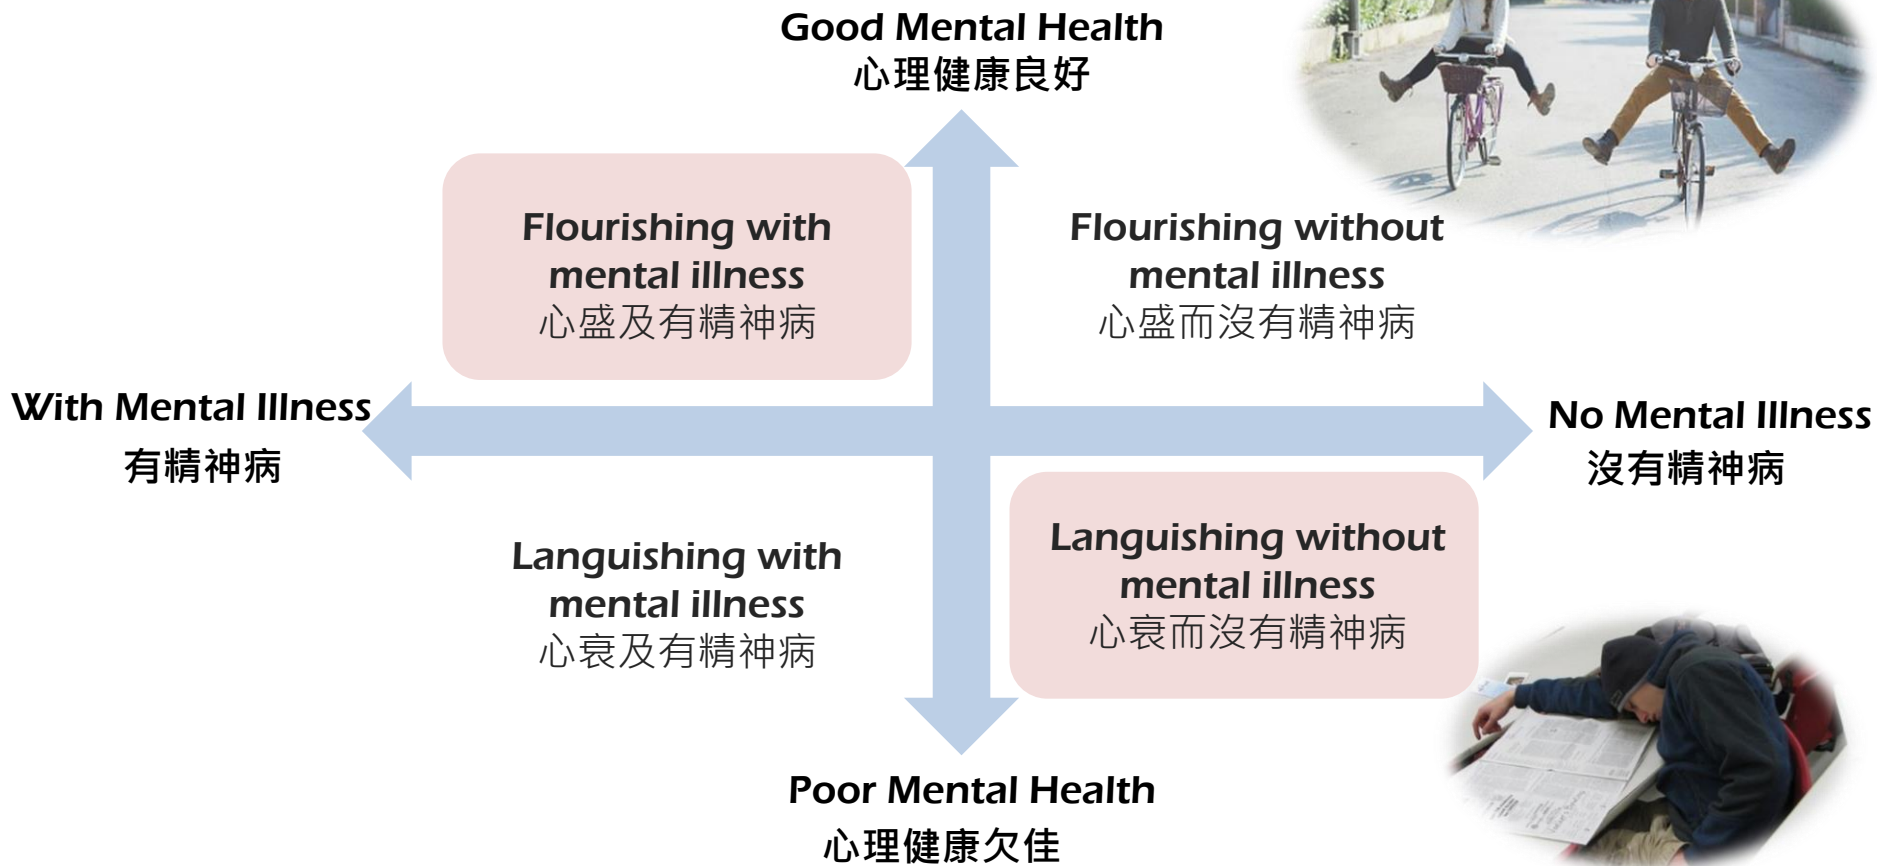 Good Mental Health
心理健康良好
Flourishing with
mental illness
心盛及有精神病
Flourishing without
mental illness
心盛而沒有精神病
With Mental Illness
有精神病
No Mental Illness
沒有精神病
Languishing with
mental illness
心衰及有精神病
Languishing without
mental illness
心衰而沒有精神病
Poor Mental Health
心理健康欠佳